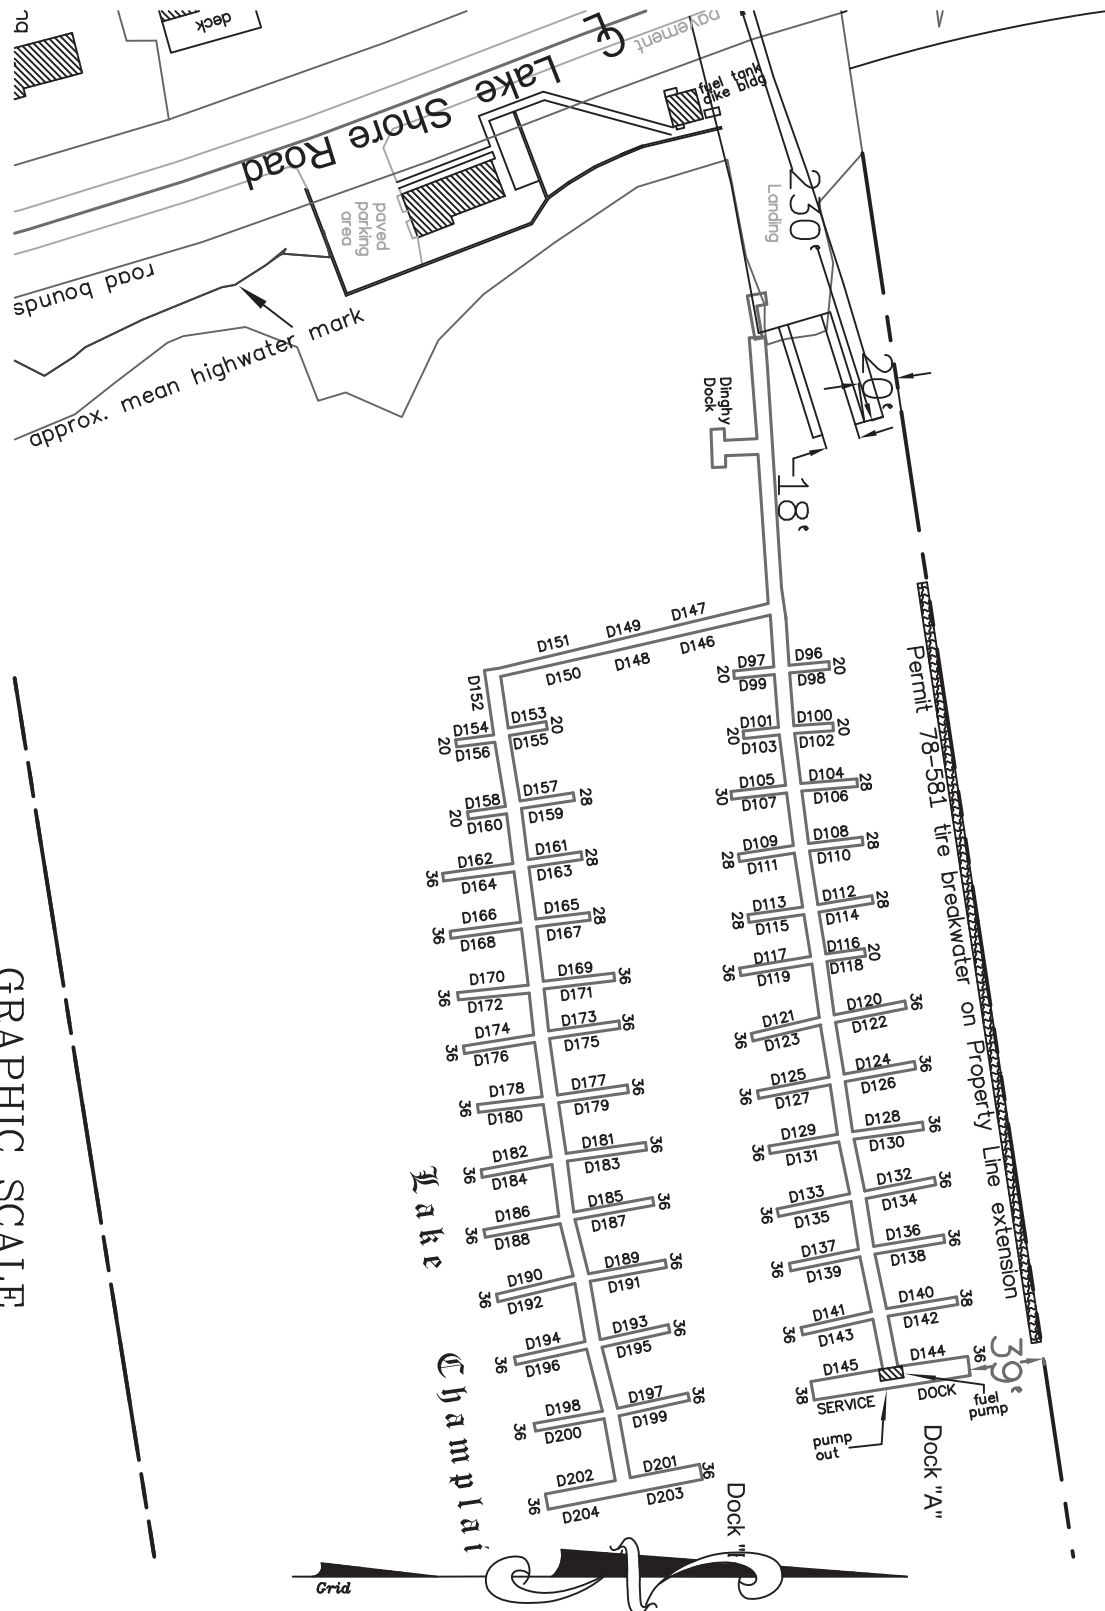 deck
Pavement
CL
Lake Shore Road
fuel tank
dike bldg
230'
Landing
paved
parking
area
road bounds
approx. mean highwater mark
20'
Dinghy
Dock
18'
D147
D149
D151
D146
D148
D150
D152
D97
D96
20
20
D99
D98
D153
20
D154
20
D155
D156
D101
D100
20
20
D103
D102
D105
D104
30
28
D107
D106
D157
28
D158
D159
20
D160
D109
D108
28
28
D111
D110
D161
28
D162
D163
36
D164
D113
D112
28
28
D115
D114
D165
28
D166
D167
36
D168
D117
D116
36
20
D119
D118
D169
36
D170
D171
36
D172
D121
D120
36
36
D123
D122
D173
36
D174
D175
36
D176
D125
D124
36
36
D127
D126
D177
36
D178
D179
36
D180
D129
D128
36
36
D131
D130
D181
36
D182
D183
36
D184
D133
D132
36
36
D135
D134
D185
D186
D187
36
D188
D137
D136
36
36
D139
D138
D189
36
D190
D191
36
D192
D141
D140
36
38
D143
D142
D193
36
D194
D195
36
D196
D145
D144
38
36
SERVICE
DOCK
D197
36
D198
D199
36
D200
D201
36
D202
D203
36
D204
Permit 78-581 tire breakwater on Property Line extension
39'
fuel
pump
pump
out
Dock "A"
Dock "
Lake
Champlai
GRAPHIC SCALE
Grid
N